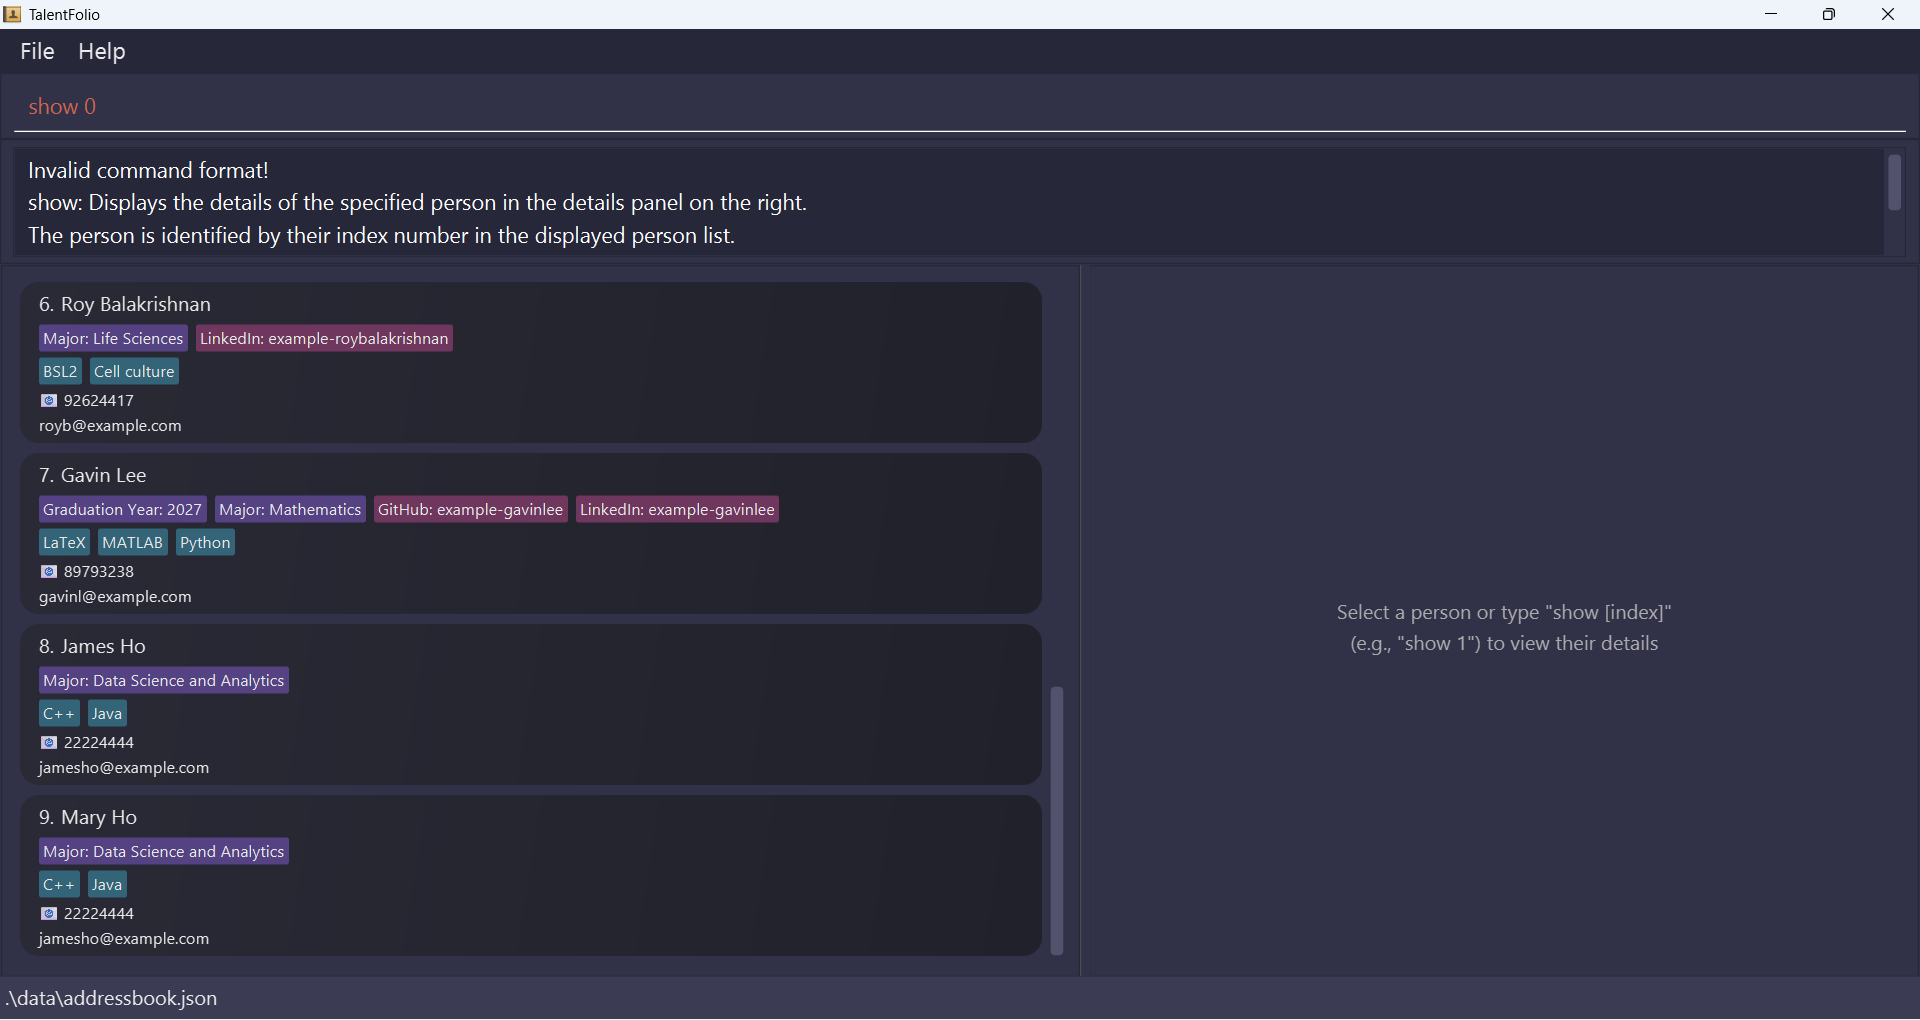 TalentFolio
File Help
show 0
Invalid command format!
show: Displays the details of the specified person in the details panel on the right.
The person is identified by their index number in the displayed person list.
6. Roy Balakrishnan
Major: Life Sciences LinkedIn: example-roybalakrishnan
BSL2 Cell culture
92624417
royb@example.com
7. Gavin Lee
Graduation Year: 2027 Major: Mathematics GitHub: example-gavinlee LinkedIn: example-gavinlee
LaTeX MATLAB Python
89793238
gavinl@example.com
8. James Ho
Major: Data Science and Analytics
C++ Java
22224444
jamesho@example.com
9. Mary Ho
Major: Data Science and Analytics
C++ Java
22224444
jamesho@example.com
Select a person or type "show [index]"
(e.g., "show 1") to view their details
.\data\addressbook.json